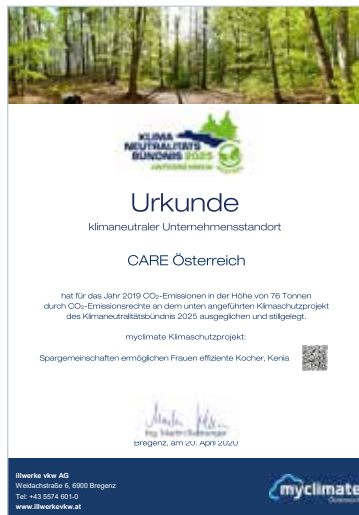 KLIMA
NEUTRALITÄTS
BÜNDNIS 2025
Urkunde
klimaneutraler Unternehmensstandort
CARE Österreich
hat für das Jahr 2019 CO₂-Emissionen in der Höhe von 76 Tonnen
durch CO₂-Emissionsrechte an dem unten angeführten Klimaschutzprojekt
des Klimaneutralitätsbündnis 2025 ausgeglichen und stillgelegt.
myclimate Klimaschutzprojekt:
Spargemeinschaften ermöglichen Frauen effiziente Kocher, Kenia
Bregenz, am 20. April 2020
illwerke vkw AG
Weidachstraße 6, 6900 Bregenz
Tel: +43 5574 601-0
www.illwerkevkw.at
myclimate